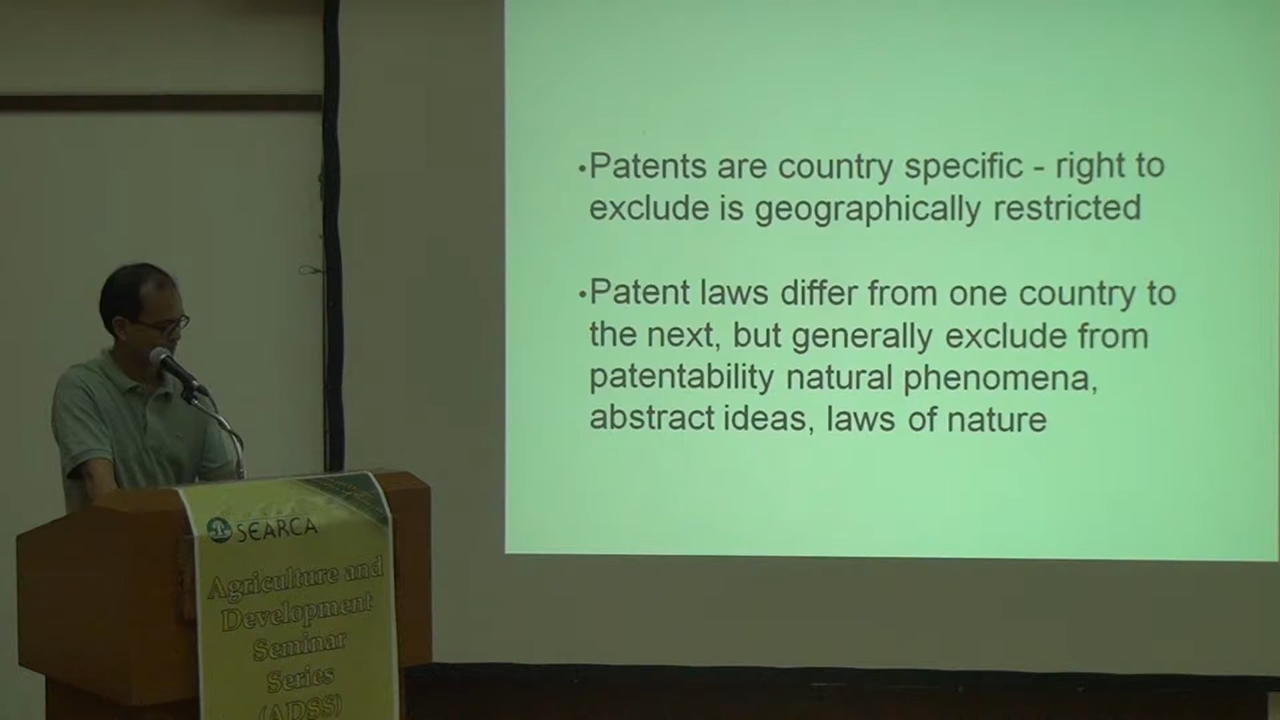 •Patents are country specific - right to
exclude is geographically restricted
•Patent laws differ from one country to
the next, but generally exclude from
patentability natural phenomena,
abstract ideas, laws of nature
SEARCA
Agriculture and
Development
Seminar
Series
(ADSS)